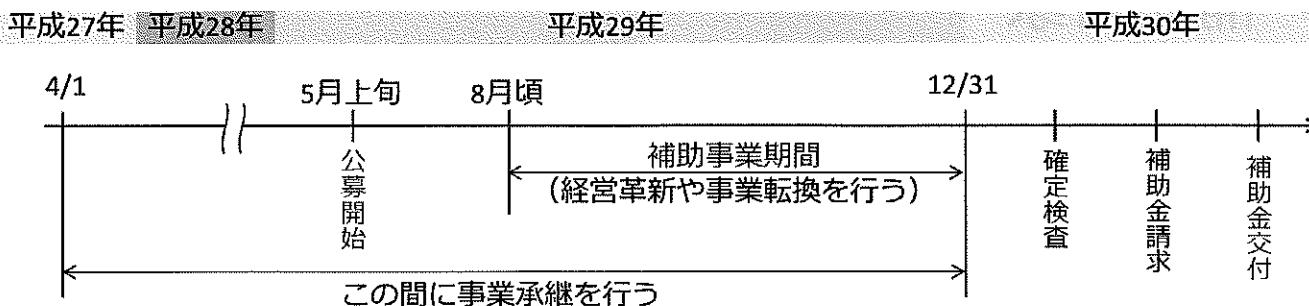 平成27年 平成28年 平成29年 平成30年
4/1 5月上旬 8月頃 12/31
公募開始
補助事業期間
(経営革新や事業転換を行う)
確定検査
補助金請求
補助金交付
この間に事業承継を行う